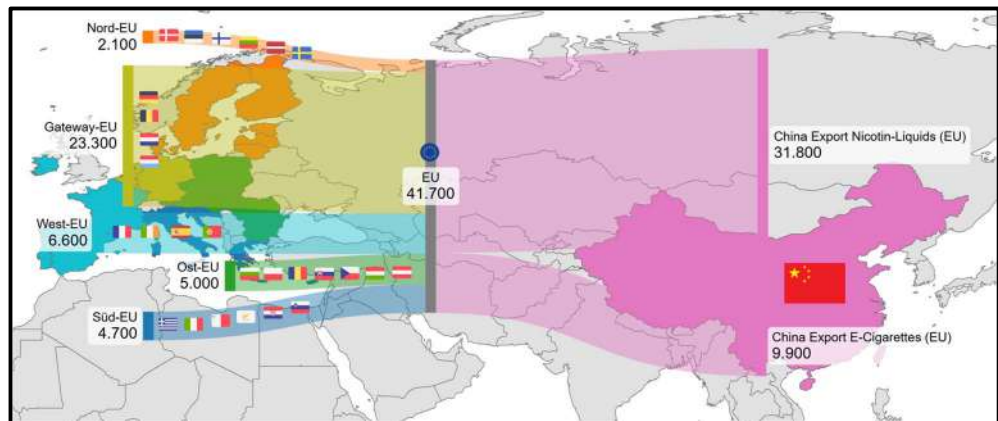 Nord-EU
2.100
Gateway-EU
23.300
West-EU
6.600
Ost-EU
5.000
Süd-EU
4.700
EU
41.700
China Export Nicotin-Liquids (EU)
31.800
China Export E-Cigarettes (EU)
9.900